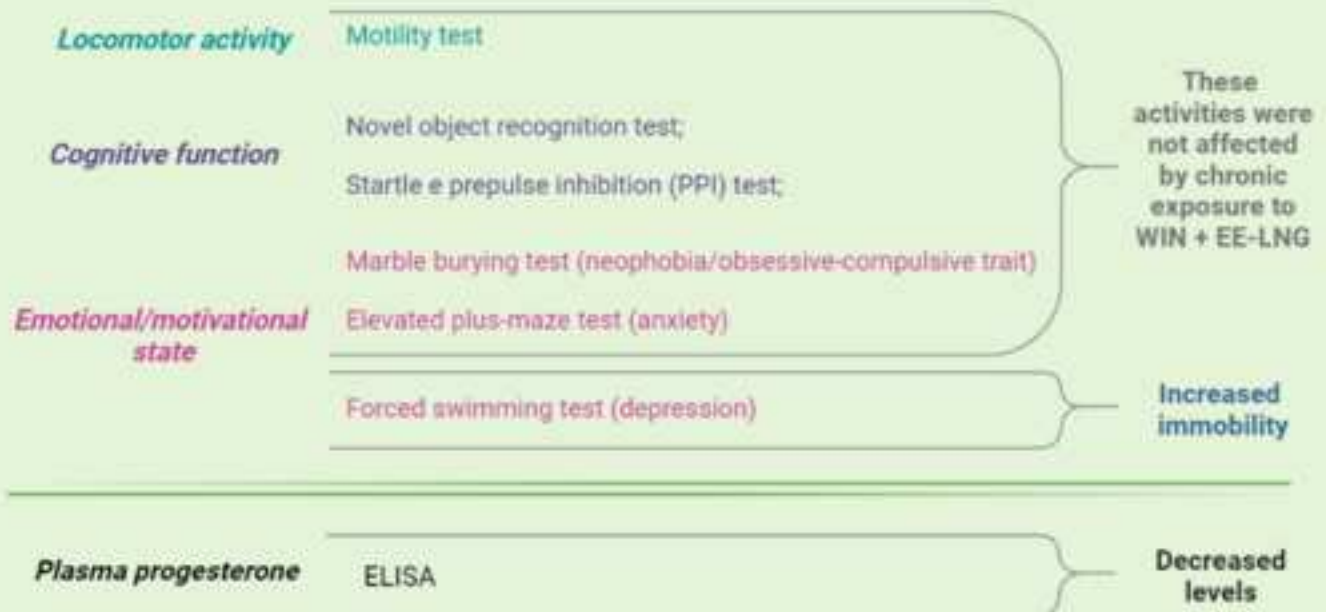 Locomotor activity
Motility test
Cognitive function
Novel object recognition test;
Startle e prepulse inhibition (PPI) test;
Emotional/motivational
state
Marble burying test (neophobia/obsessive-compulsive trait)
Elevated plus-maze test (anxiety)
These
activities were
not affected
by chronic
exposure to
WIN + EE-LNG
Forced swimming test (depression)
Increased
immobility
Plasma progesterone
ELISA
Decreased
levels